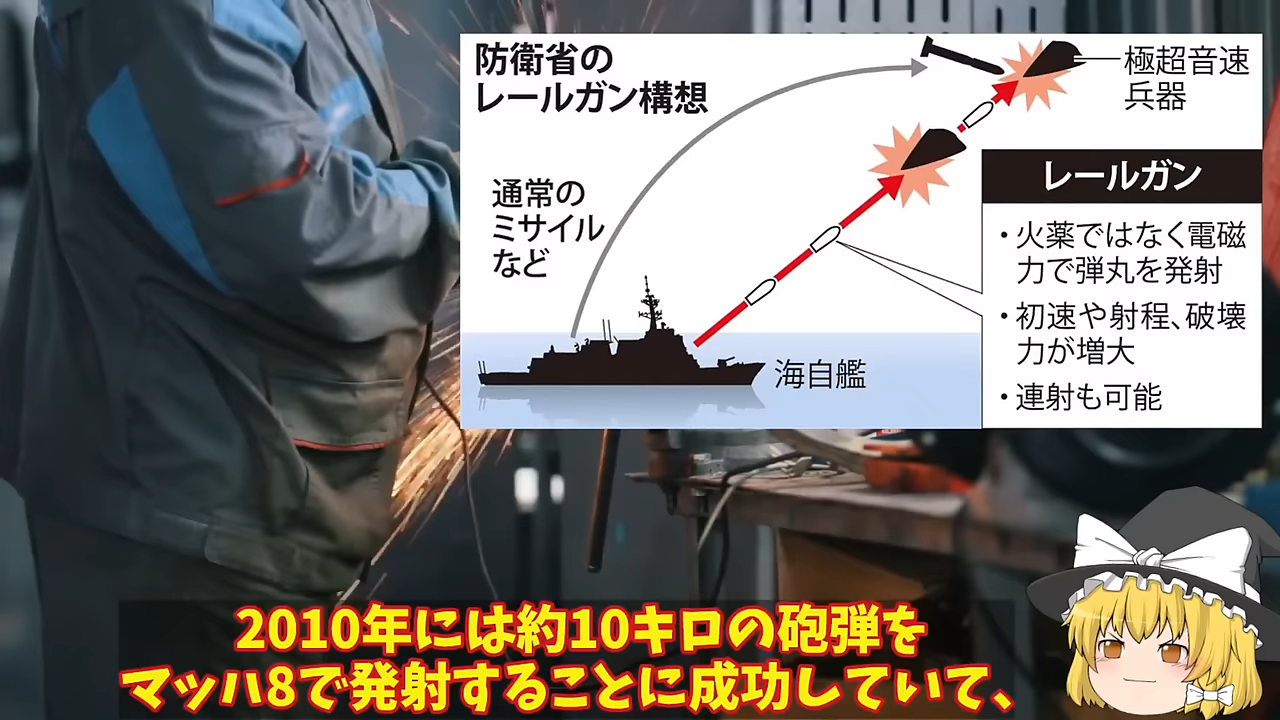 防衛省の
レールガン構想
極超音速
兵器
通常の
ミサイル
など
レールガン
・火薬ではなく電磁
力で弾丸を発射
・初速や射程、破壊
力が増大
・連射も可能
海自艦
2010年には約10キロの砲弾を
マッハ8で発射することに成功していて、